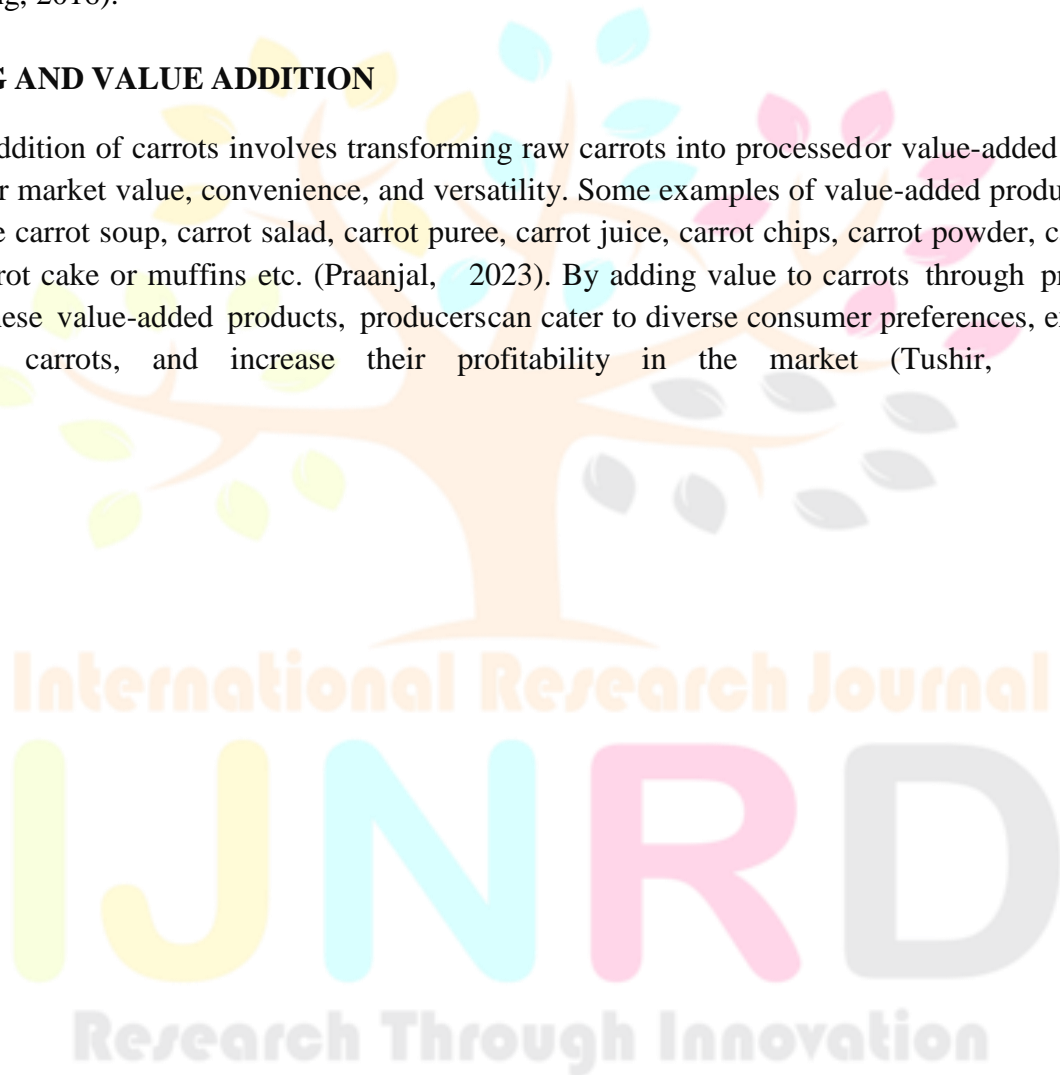 g, 2016).
G AND VALUE ADDITION
ddition of carrots involves transforming raw carrots into processedor value-added
r market value, convenience, and versatility. Some examples of value-added produ
e carrot soup, carrot salad, carrot puree, carrot juice, carrot chips, carrot powder, c
rot cake or muffins etc. (Praanjal, 2023). By adding value to carrots through pr
hese value-added products, producerscan cater to diverse consumer preferences, ex
carrots, and increase their profitability in the market (Tushir,
International Research Journal
IJNRD
Research Through Innovation